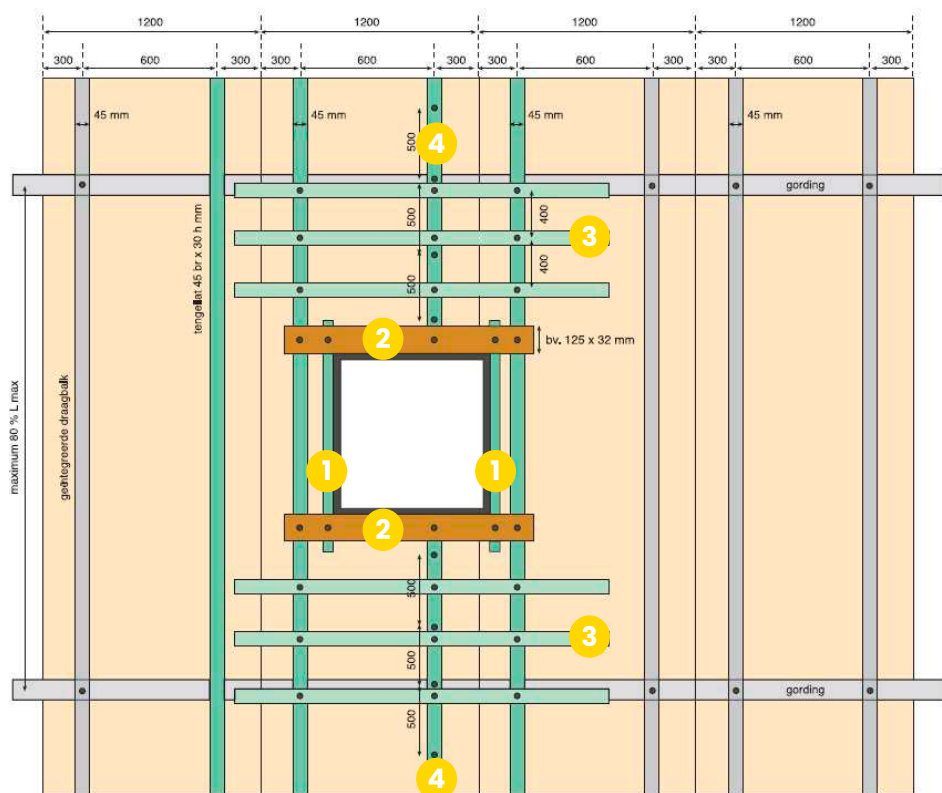 1200 1200 1200 1200
300 600 300 300 600 300 300 600 300 300 600 300
45 mm 45 mm 45 mm 45 mm
500 4
gording
500 400 3
tengellat 45 br x 30 h mm
500 400
2 bv. 125 x 32 mm
maximum 80 % L max
geïntegreerde draagbalk
1 1
2
500
500 3
gording
500
4